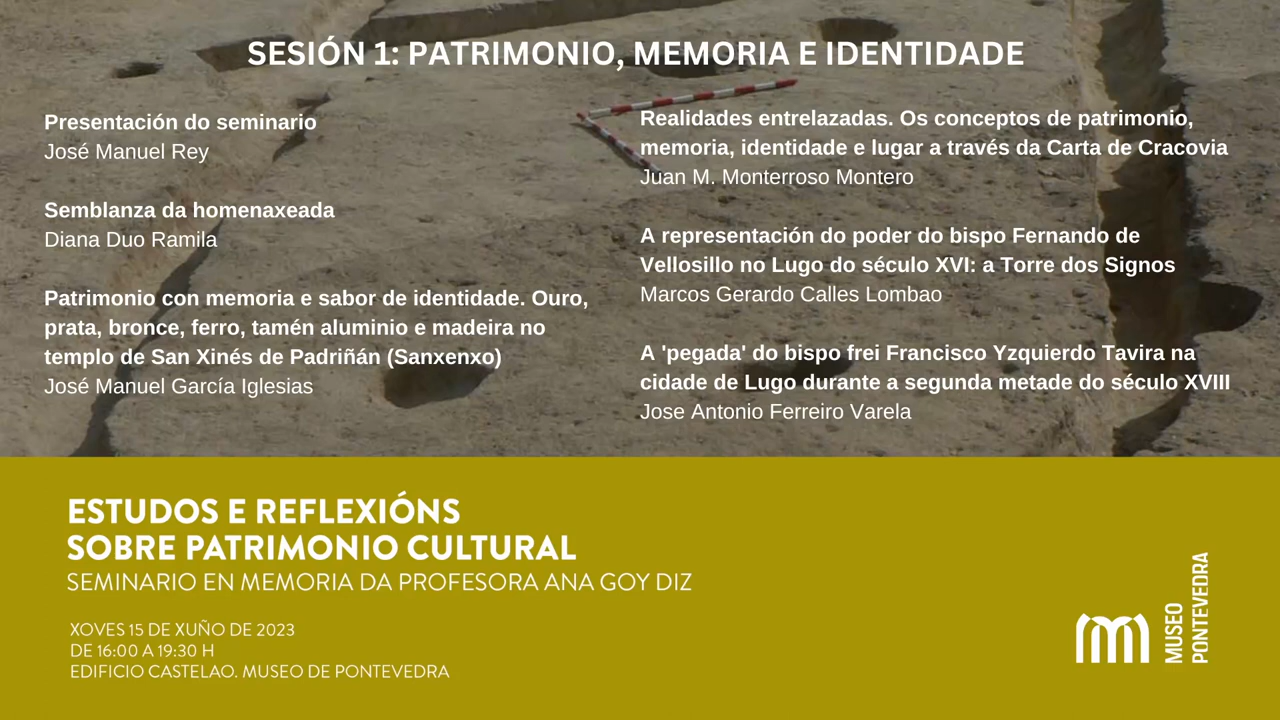 SESIÓN 1: PATRIMONIO, MEMORIA E IDENTIDADE
Presentación do seminario
José Manuel Rey
Semblanza da homenaxeada
Diana Duo Ramila
Patrimonio con memoria e sabor de identidade. Ouro,
prata, bronce, ferro, tamén aluminio e madeira no
templo de San Xinés de Padriñán (Sanxenxo)
José Manuel García Iglesias
Realidades entrelazadas. Os conceptos de patrimonio,
memoria, identidade e lugar a través da Carta de Cracovia
Juan M. Monterroso Montero
A representación do poder do bispo Fernando de
Vellosillo no Lugo do século XVI: a Torre dos Signos
Marcos Gerardo Calles Lombao
A 'pegada' do bispo frei Francisco Yzquierdo Tavira na
cidade de Lugo durante a segunda metade do século XVIII
Jose Antonio Ferreiro Varela
ESTUDOS E REFLEXIÓNS
SOBRE PATRIMONIO CULTURAL
SEMINARIO EN MEMORIA DA PROFESORA ANA GOY DIZ
XOVES 15 DE XUÑO DE 2023
DE 16:00 A 19:30 H
EDIFICIO CASTELAO. MUSEO DE PONTEVEDRA
MUSEO
PONTEVEDRA